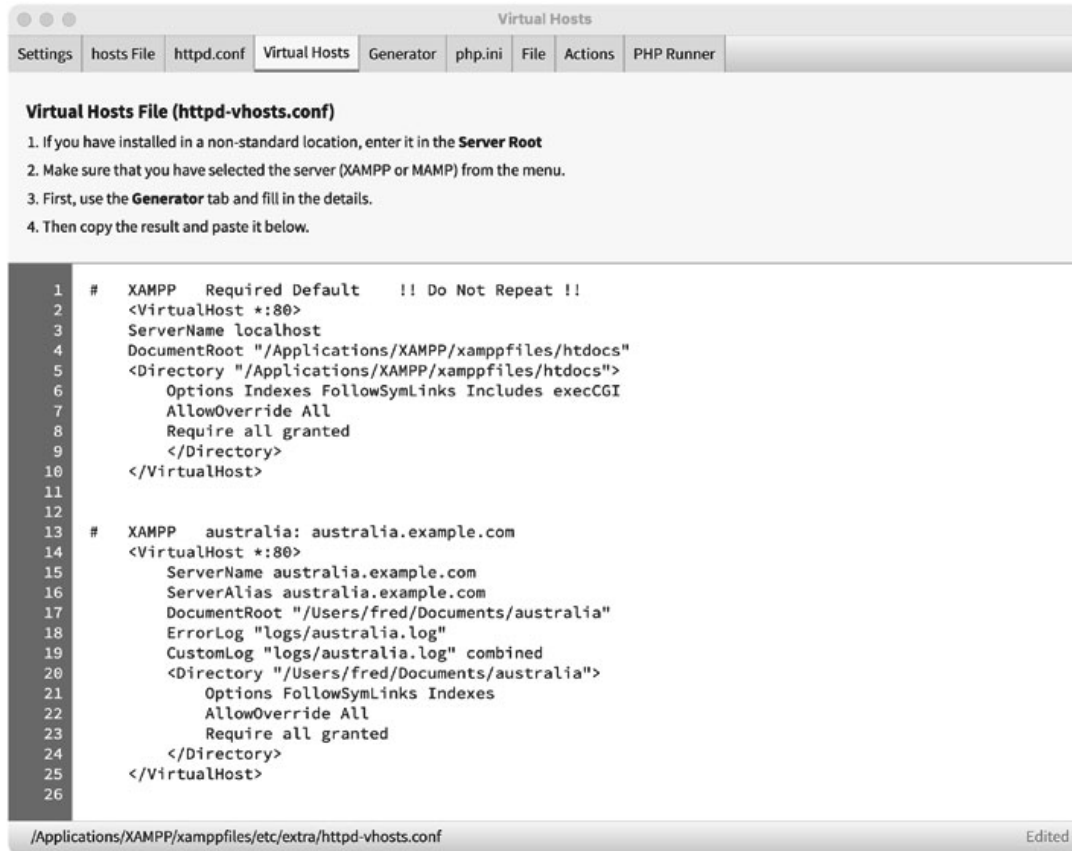 Virtual Hosts
Settings hosts File httpd.conf Virtual Hosts Generator php.ini File Actions PHP Runner
Virtual Hosts File (httpd-vhosts.conf)
1. If you have installed in a non-standard location, enter it in the Server Root
2. Make sure that you have selected the server (XAMPP or MAMP) from the menu.
3. First, use the Generator tab and fill in the details.
4. Then copy the result and paste it below.
1 # XAMPP Required Default !! Do Not Repeat !!
2 <VirtualHost *:80>
3 ServerName localhost
4 DocumentRoot "/Applications/XAMPP/xamppfiles/htdocs"
5 <Directory "/Applications/XAMPP/xamppfiles/htdocs">
6 Options Indexes FollowSymLinks Includes execCGI
7 AllowOverride All
8 Require all granted
9 </Directory>
10 </VirtualHost>
11
12
13 # XAMPP australia: australia.example.com
14 <VirtualHost *:80>
15 ServerName australia.example.com
16 ServerAlias australia.example.com
17 DocumentRoot "/Users/fred/Documents/australia"
18 ErrorLog "logs/australia.log"
19 CustomLog "logs/australia.log" combined
20 <Directory "/Users/fred/Documents/australia">
21 Options FollowSymLinks Indexes
22 AllowOverride All
23 Require all granted
24 </Directory>
25 </VirtualHost>
26
/Applications/XAMPP/xamppfiles/etc/extra/httpd-vhosts.conf Edited